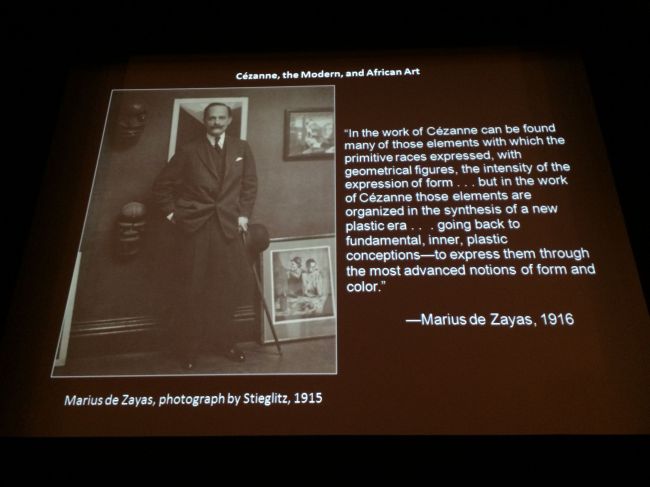 Cézanne, the Modern, and African Art
“In the work of Cézanne can be found
many of those elements with which the
primitive races expressed, with
geometrical figures, the intensity of the
expression of form . . . but in the work
of Cézanne those elements are
organized in the synthesis of a new
plastic era . . . going back to
fundamental, inner, plastic
conceptions—to express them through
the most advanced notions of form and
color.”
—Marius de Zayas, 1916
Marius de Zayas, photograph by Stieglitz, 1915